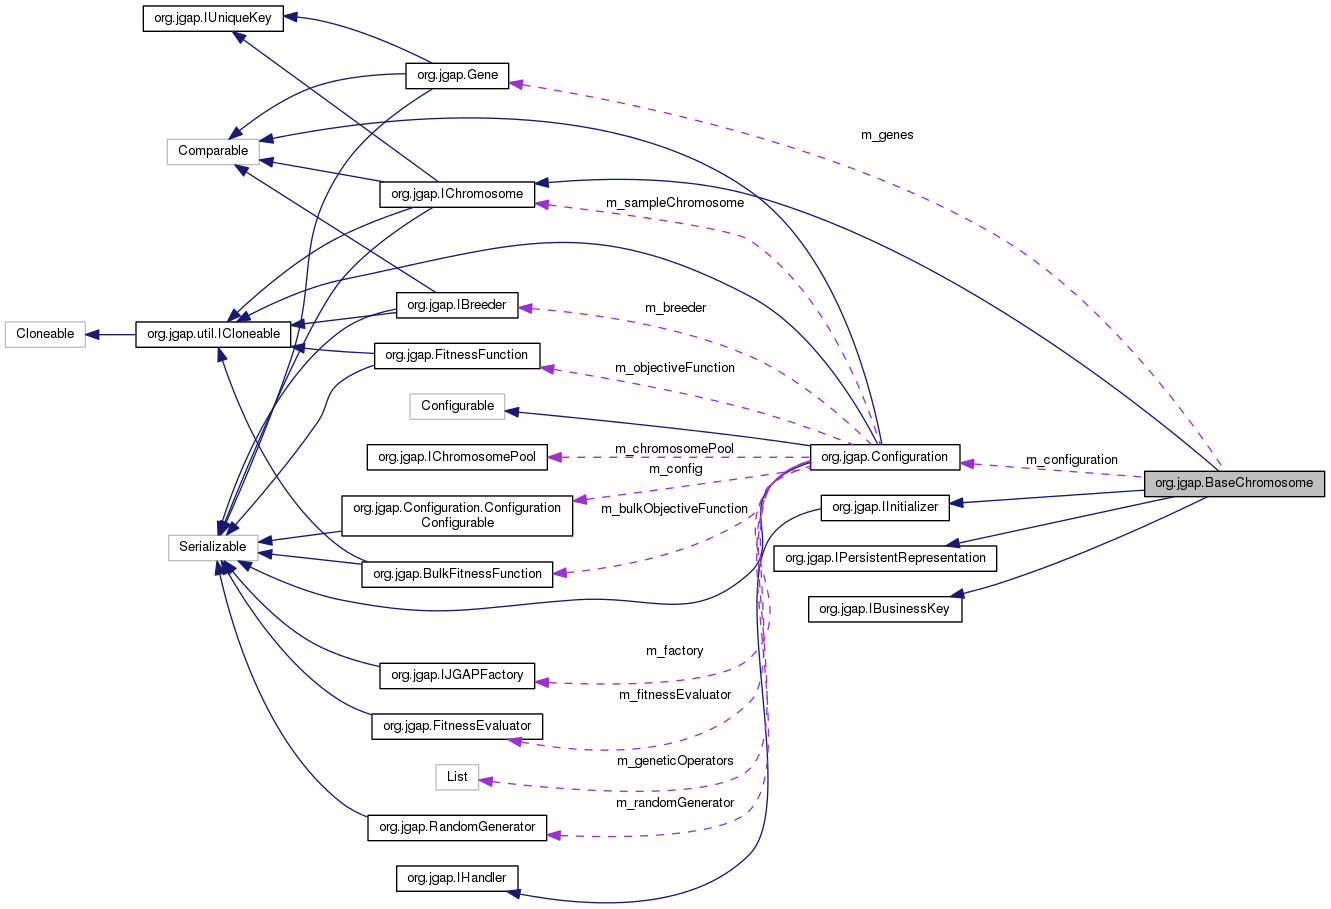 org.jgap.IUniqueKey
org.jgap.Gene
m_genes
Comparable
org.jgap.IChromosome
m_sampleChromosome
org.jgap.IBreeder
m_breeder
Cloneable
org.jgap.util.ICloneable
org.jgap.FitnessFunction
m_objectiveFunction
Configurable
org.jgap.IChromosomePool
m_chromosomePool
org.jgap.Configuration
m_configuration
m_config
org.jgap.BaseChromosome
org.jgap.Configuration.Configuration
Configurable
m_bulkObjectiveFunction
org.jgap.IInitializer
Serializable
org.jgap.IPersistentRepresentation
org.jgap.BulkFitnessFunction
org.jgap.IBusinessKey
m_factory
org.jgap.IJGAPFactory
m_fitnessEvaluator
org.jgap.FitnessEvaluator
m_geneticOperators
List
m_randomGenerator
org.jgap.RandomGenerator
org.jgap.IHandler